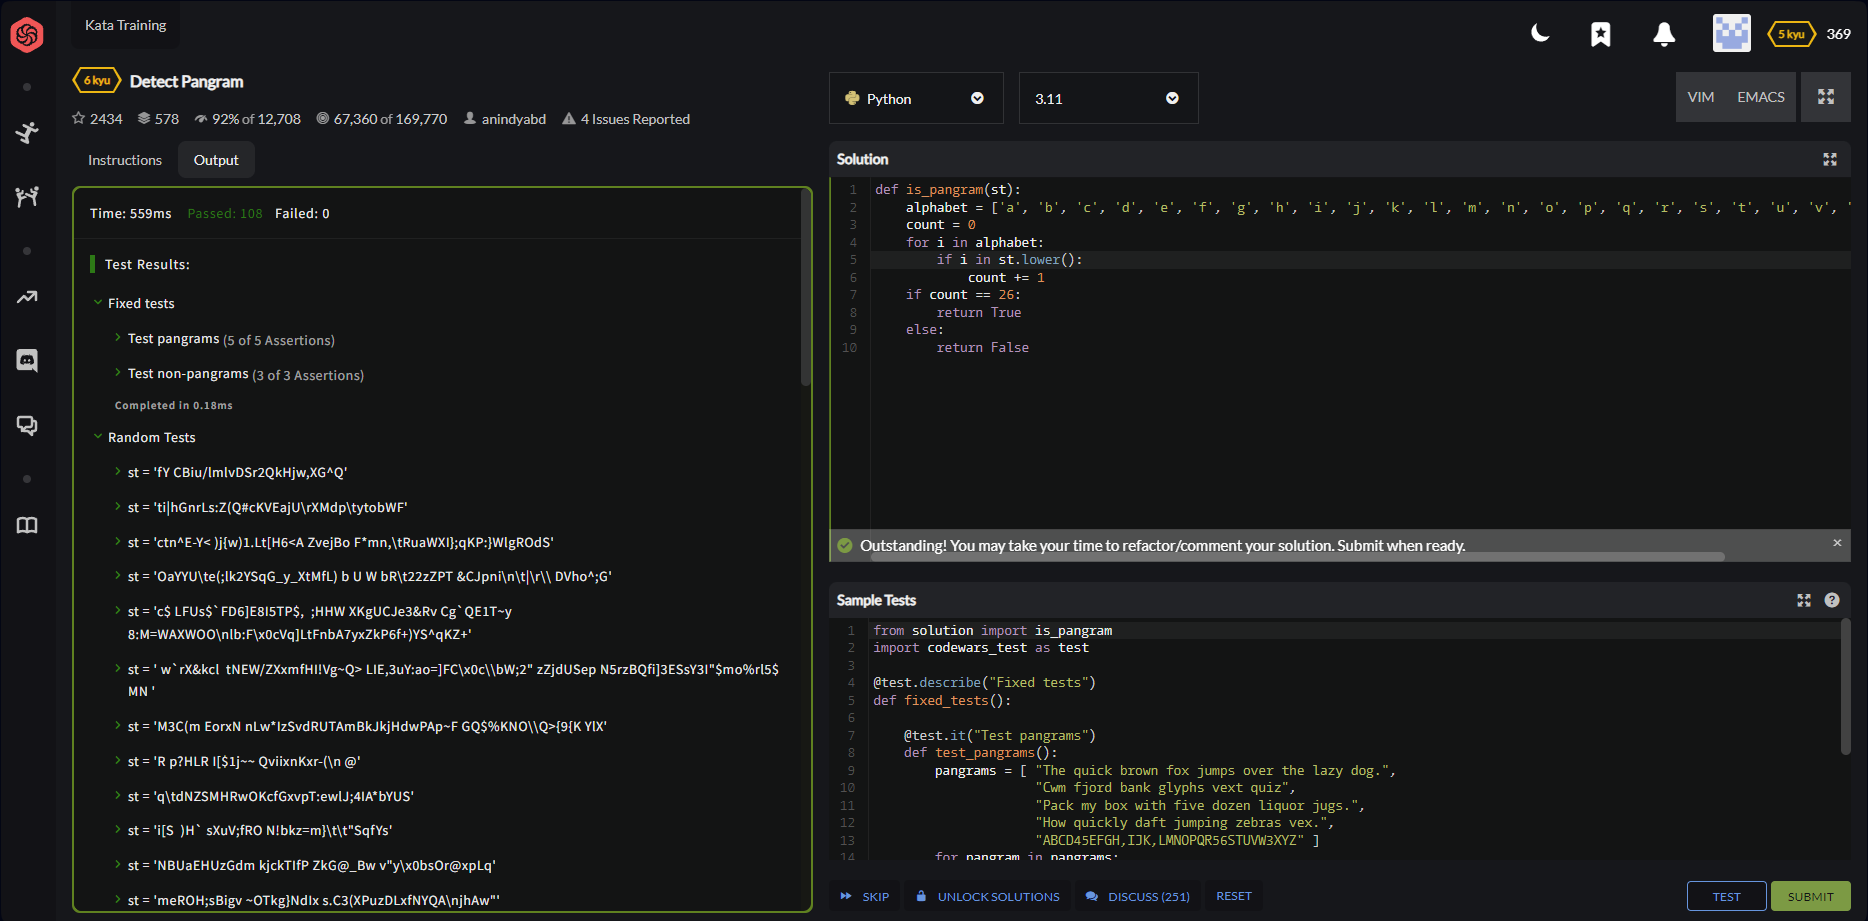 Kata Training
5 kyu 369
6 kyu Detect Pangram
2434 578 92% of 12,708 67,360 of 169,770 anindyabd 4 Issues Reported
Instructions Output
Time: 559ms Passed: 108 Failed: 0
Test Results:
Fixed tests
Test pangrams (5 of 5 Assertions)
Test non-pangrams (3 of 3 Assertions)
Completed in 0.18ms
Random Tests
st = 'fY CBiu/lmlvDSr2QkHjw,XG^Q'
st = 'ti|hGnrLs:Z(Q#cKVEajU\rXMdp\tytobWF'
st = 'ctn^E-Y< )j{w)1.Lt[H6<A ZvejBo F*mn,\tRuaWXI};qKP:}WlgROdS'
st = 'OaYYU\te(;lk2YSqG_y_XtMfL) b U W bR\t22zZPT &CJpni\n\t|\r\\ DVho^;G'
st = 'c$ LFUs$`FD6]E8I5TP$,  ;HHW XKgUCJe3&Rv Cg`QE1T~y
8:M=WAXWOO\nlb:F\x0cVq]LtFnbA7yxZkP6f+)YS^qKZ+'
st = ' w`rX&kcl  tNEW/ZXxmfHI!Vg~Q> LIE,3uY:ao=]FC\x0c\\bW;2" zZjdUSep N5rzBQfi]3ESsY3I"$mo%rl5$
MN '
st = 'M3C(m EorxN nLw*IzSvdRUTAmBkJkjHdwPAp~F GQ$%KNO\\Q>{9{K YlX'
st = 'R p?HLR I[$1j~~ QviixnKxr-(\n @'
st = 'q\tdNZSMHRwOKcfGxvpT:ewlJ;4IA*bYUS'
st = 'i[S  )H` sXuV;fRO N!bkz=m}\t\t"SqfYs'
st = 'NBUaEHUzGdm kjckTIfP ZkG@_Bw v"y\x0bsOr@xpLq'
st = 'meROH;sBigv ~OTkg}NdIx s.C3(XPuzDLxfNYQA\njhAw"'
Python 3.11 VIM EMACS
Solution
1 def is_pangram(st):
2     alphabet = ['a', 'b', 'c', 'd', 'e', 'f', 'g', 'h', 'i', 'j', 'k', 'l', 'm', 'n', 'o', 'p', 'q', 'r', 's', 't', 'u', 'v', '
3     count = 0
4     for i in alphabet:
5         if i in st.lower():
6             count += 1
7     if count == 26:
8         return True
9     else:
10         return False
Outstanding! You may take your time to refactor/comment your solution. Submit when ready.
Sample Tests
1 from solution import is_pangram
2 import codewars_test as test
3
4 @test.describe("Fixed tests")
5 def fixed_tests():
6
7     @test.it("Test pangrams")
8     def test_pangrams():
9         pangrams = [ "The quick brown fox jumps over the lazy dog.",
10                      "Cwm fjord bank glyphs vext quiz",
11                      "Pack my box with five dozen liquor jugs.",
12                      "How quickly daft jumping zebras vex.",
13                      "ABCD45EFGH,IJK,LMNOPQR56STUVW3XYZ" ]
14         for pangram in pangrams:
SKIP UNLOCK SOLUTIONS DISCUSS (251) RESET TEST SUBMIT